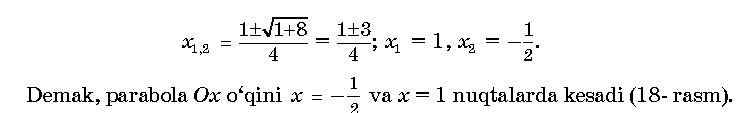 x₁,₂ = (1±√(1+8))/4 = (1±3)/4; x₁ = 1, x₂ = −1/2.
Demak, parabola Ox o‘qini x = −1/2 va x = 1 nuqtalarda kesadi (18- rasm).